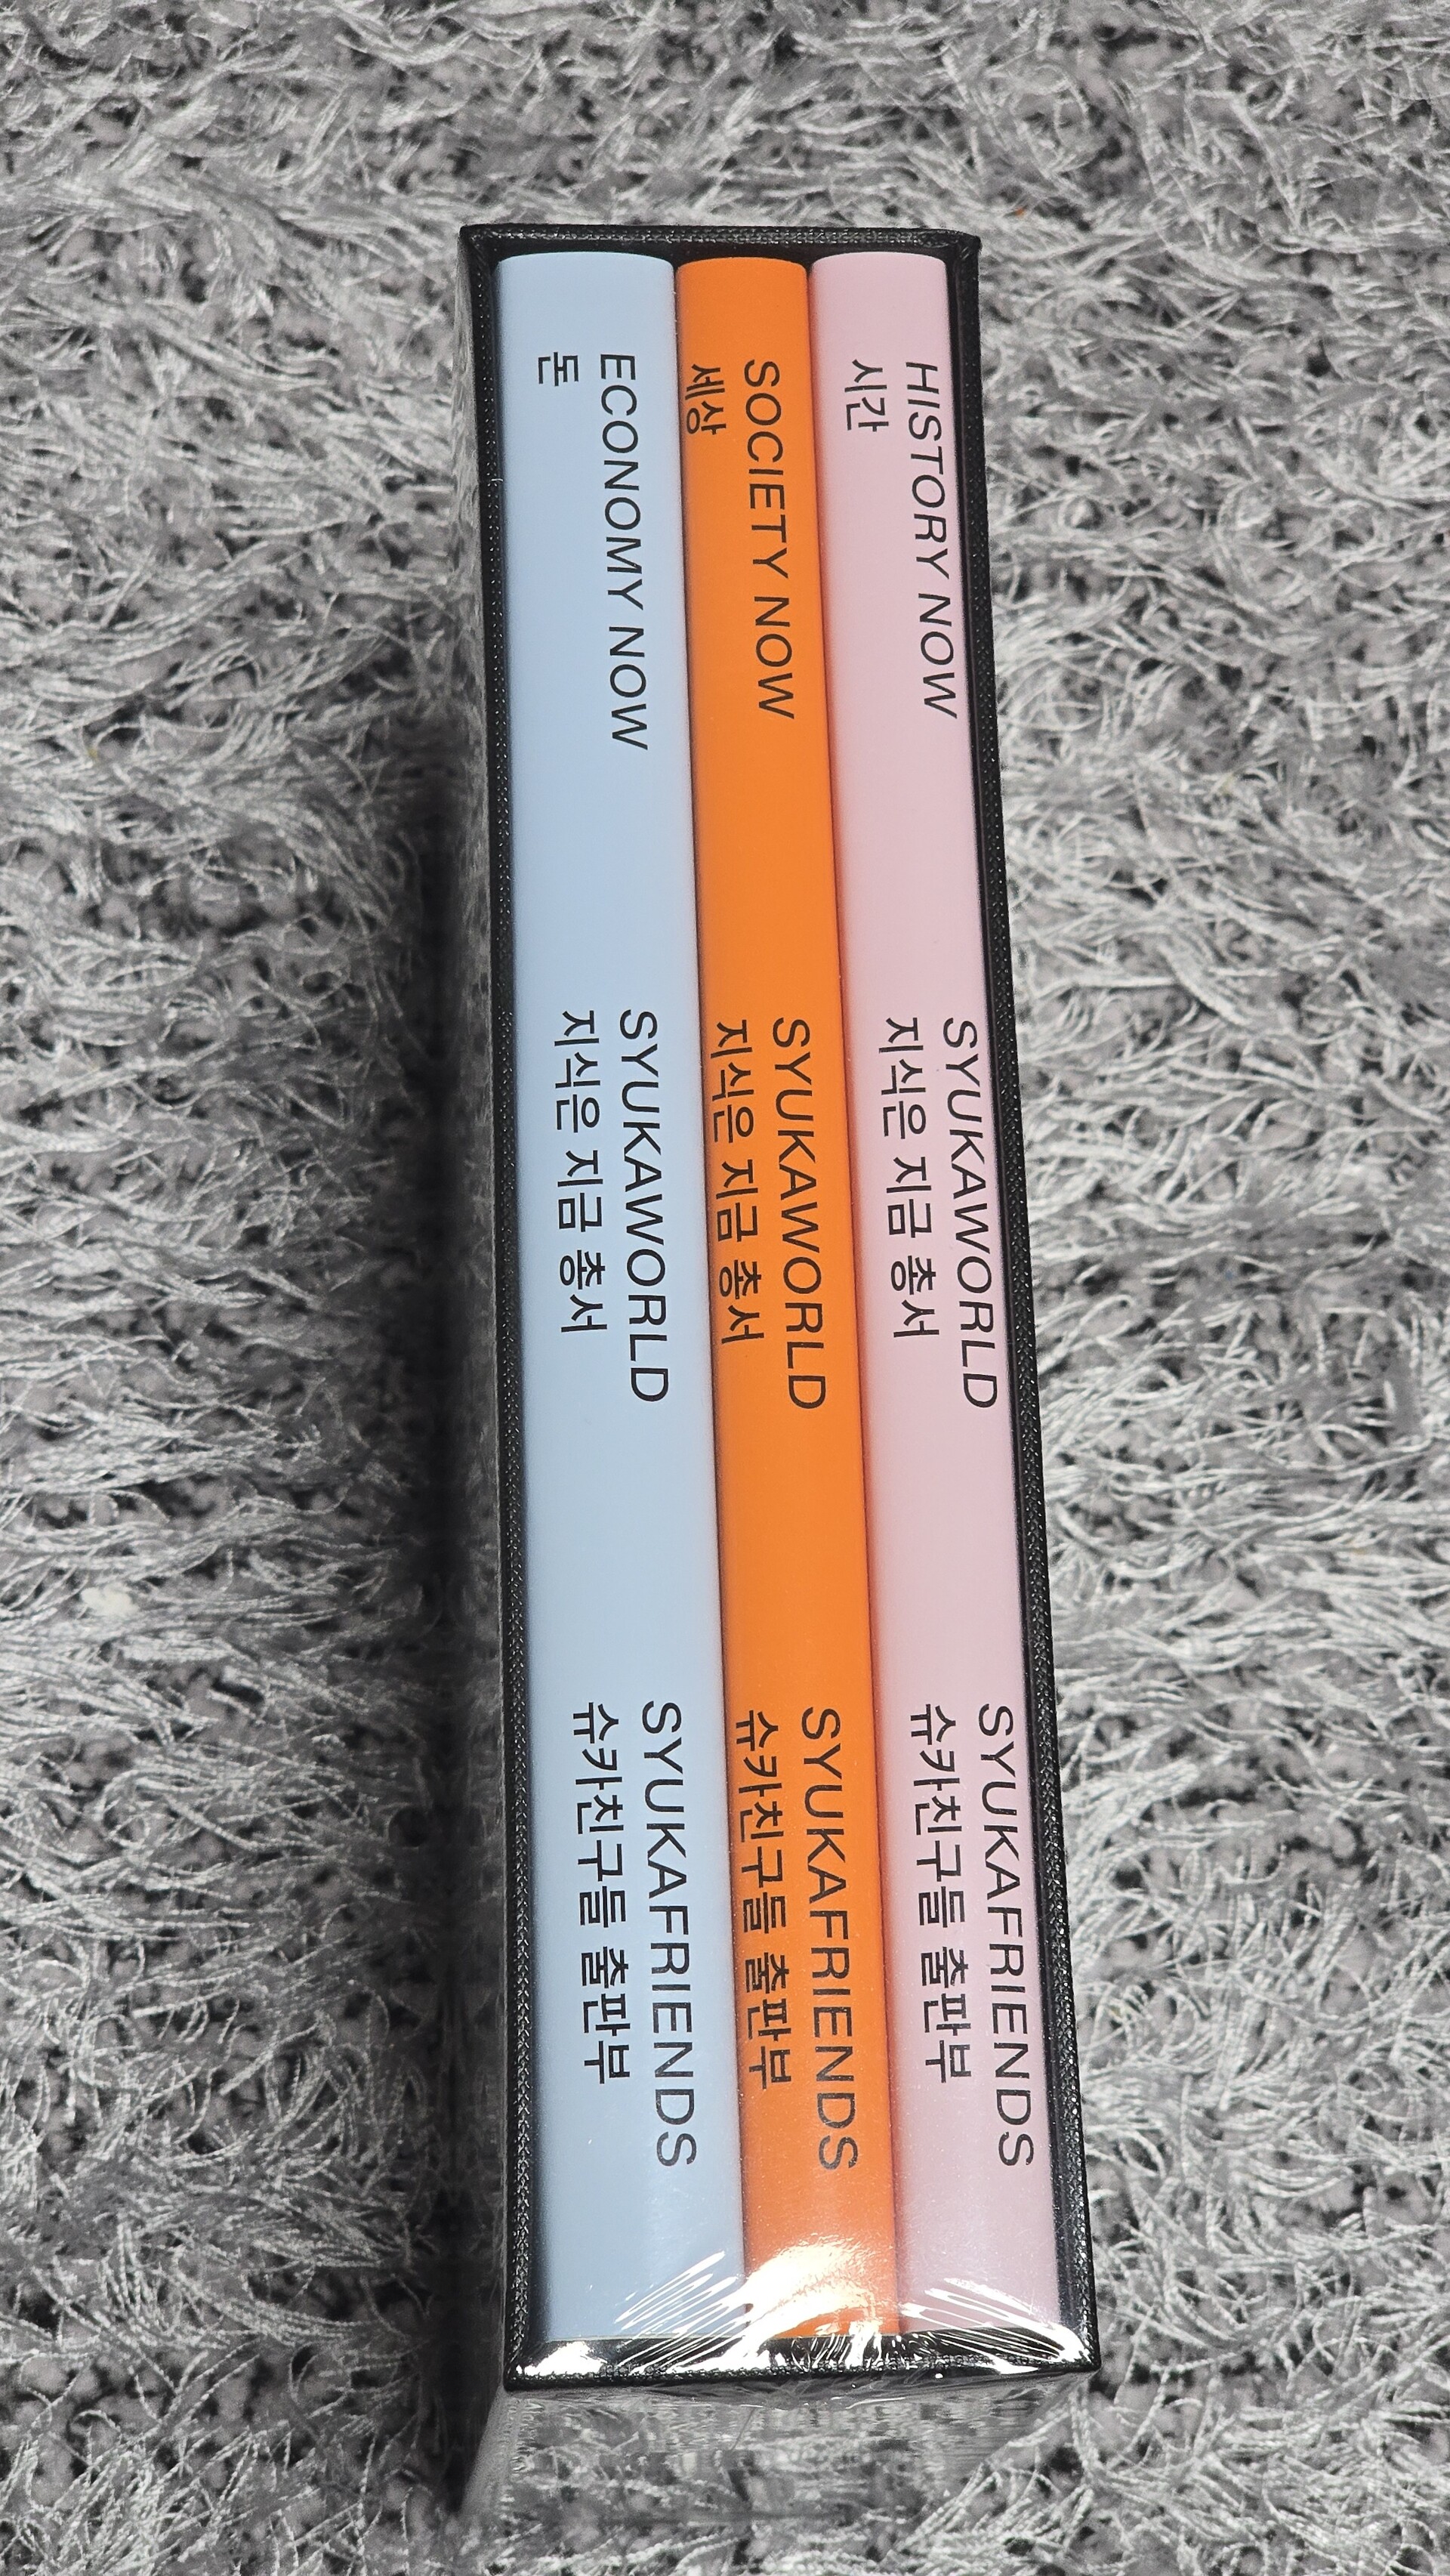 ECONOMY NOW
돈
SYUKAWORLD
지식은 지금 총서
SYUKAFRIENDS
슈카친구들 출판부
SOCIETY NOW
세상
SYUKAWORLD
지식은 지금 총서
SYUKAFRIENDS
슈카친구들 출판부
HISTORY NOW
시간
SYUKAWORLD
지식은 지금 총서
SYUKAFRIENDS
슈카친구들 출판부